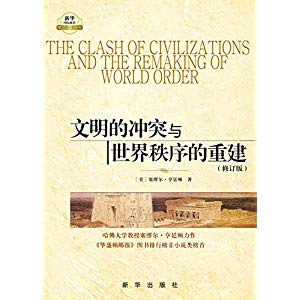 新华
THE CLASH OF CIVILIZATIONS
AND THE REMAKING OF
WORLD ORDER
文明的冲突与
世界秩序的重建
（修订版）
［美］塞缪尔·亨廷顿 著
哈佛大学教授塞缪尔·亨廷顿力作
《华盛顿邮报》图书排行榜非小说类榜首
新华出版社